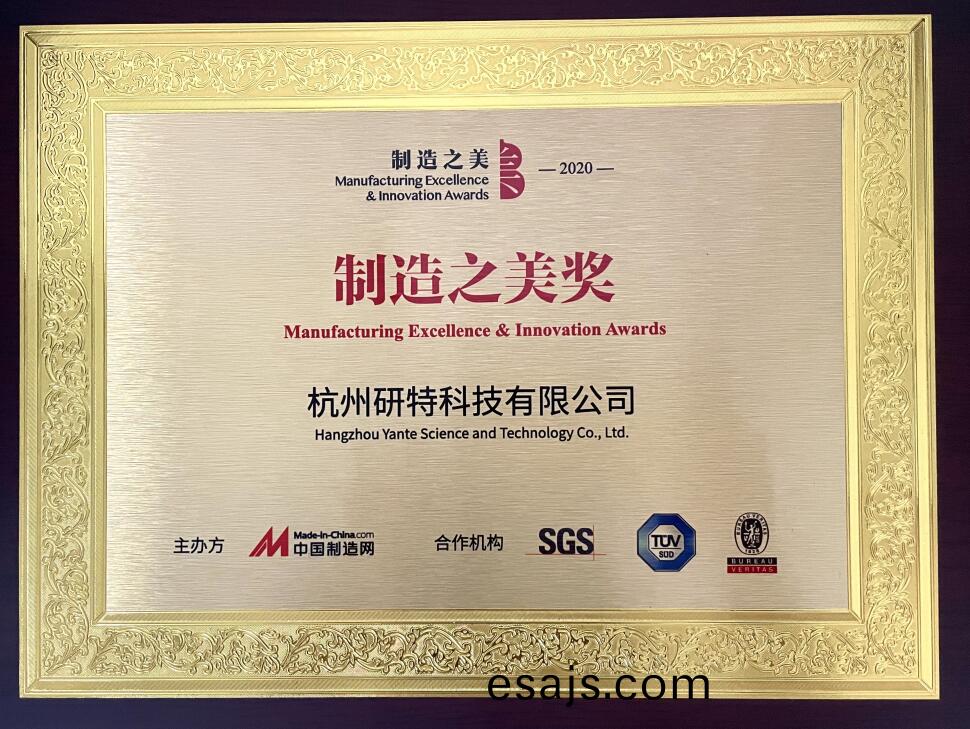 制造之美
Manufacturing Excellence
& Innovation Awards
— 2020 —
制造之美奖
Manufacturing Excellence & Innovation Awards
杭州研特科技有限公司
Hangzhou Yante Science and Technology Co., Ltd.
主办方
Made-in-China.com
中国制造网
合作机构
SGS
TÜV
SÜD
BUREAU VERITAS
1828
BUREAU
VERITAS
esajs.com